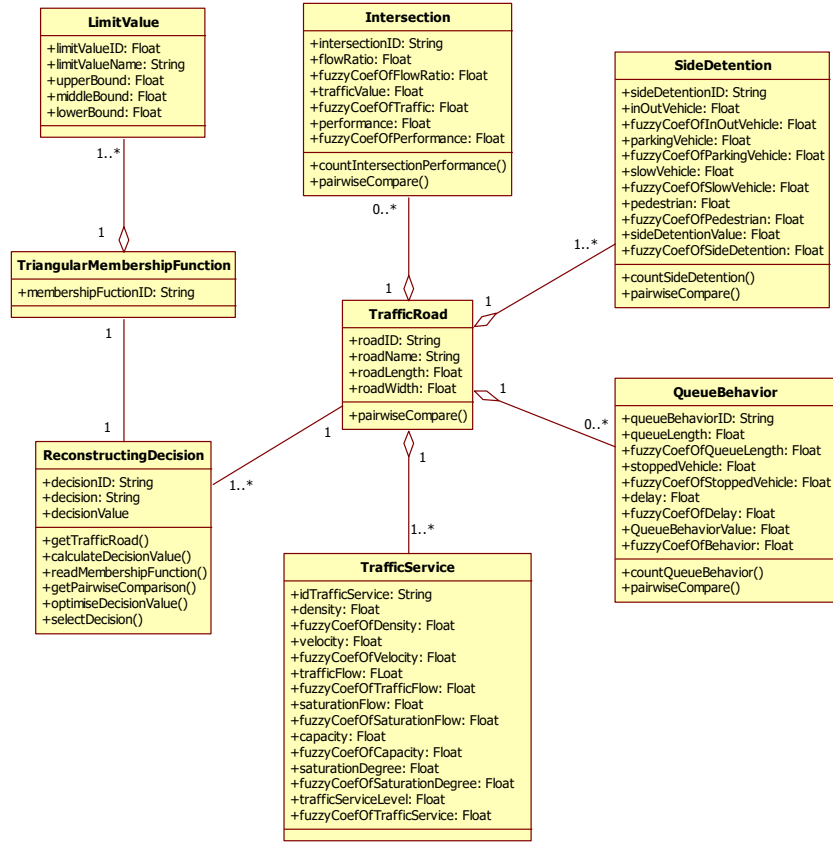 LimitValue
+limitValueID: Float
+limitValueName: String
+upperBound: Float
+middleBound: Float
+lowerBound: Float
1..*
1
TriangularMembershipFunction
+membershipFuctionID: String
1
1
ReconstructingDecision
+decisionID: String
+decision: String
+decisionValue
+getTrafficRoad()
+calculateDecisionValue()
+readMembershipFunction()
+getPairwiseComparison()
+optimiseDecisionValue()
+selectDecision()
1..*
1
Intersection
+intersectionID: String
+flowRatio: Float
+fuzzyCoefOfFlowRatio: Float
+trafficValue: Float
+fuzzyCoefOfTraffic: Float
+performance: Float
+fuzzyCoefOfPerformance: Float
+countIntersectionPerformance()
+pairwiseCompare()
0..*
1
TrafficRoad
+roadID: String
+roadName: String
+roadLength: Float
+roadWidth: Float
+pairwiseCompare()
1
1..*
TrafficService
+idTrafficService: String
+density: Float
+fuzzyCoefOfDensity: Float
+velocity: Float
+fuzzyCoefOfVelocity: Float
+trafficFlow: FLoat
+fuzzyCoefOfTrafficFlow: Float
+saturationFlow: Float
+fuzzyCoefOfSaturationFlow: Float
+capacity: Float
+fuzzyCoefOfCapacity: Float
+saturationDegree: Float
+fuzzyCoefOfSaturationDegree: Float
+trafficServiceLevel: Float
+fuzzyCoefOfTrafficService: Float
SideDetention
+sideDetentionID: String
+inOutVehicle: Float
+fuzzyCoefOfInOutVehicle: Float
+parkingVehicle: Float
+fuzzyCoefOfParkingVehicle: Float
+slowVehicle: Float
+fuzzyCoefOfSlowVehicle: Float
+pedestrian: Float
+fuzzyCoefOfPedestrian: Float
+sideDetentionValue: Float
+fuzzyCoefOfSideDetention: Float
+countSideDetention()
+pairwiseCompare()
1..*
1
1
0..*
QueueBehavior
+queueBehaviorID: String
+queueLength: Float
+fuzzyCoefOfQueueLength: Float
+stoppedVehicle: Float
+fuzzyCoefOfStoppedVehicle: Float
+delay: Float
+fuzzyCoefOfDelay: Float
+QueueBehaviorValue: Float
+fuzzyCoefOfBehavior: Float
+countQueueBehavior()
+pairwiseCompare()